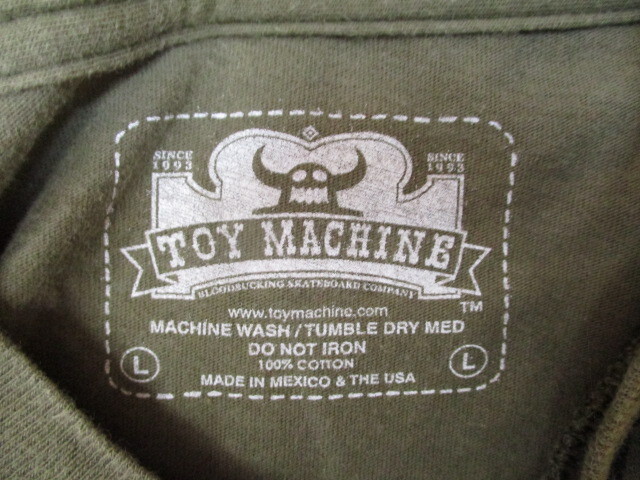 SINCE 1993
SINCE 1993
TOY MACHINE
BLOODSUCKING SKATEBOARD COMPANY
TM
www.toymachine.com
MACHINE WASH / TUMBLE DRY MED
DO NOT IRON
L 100% COTTON L
MADE IN MEXICO & THE USA